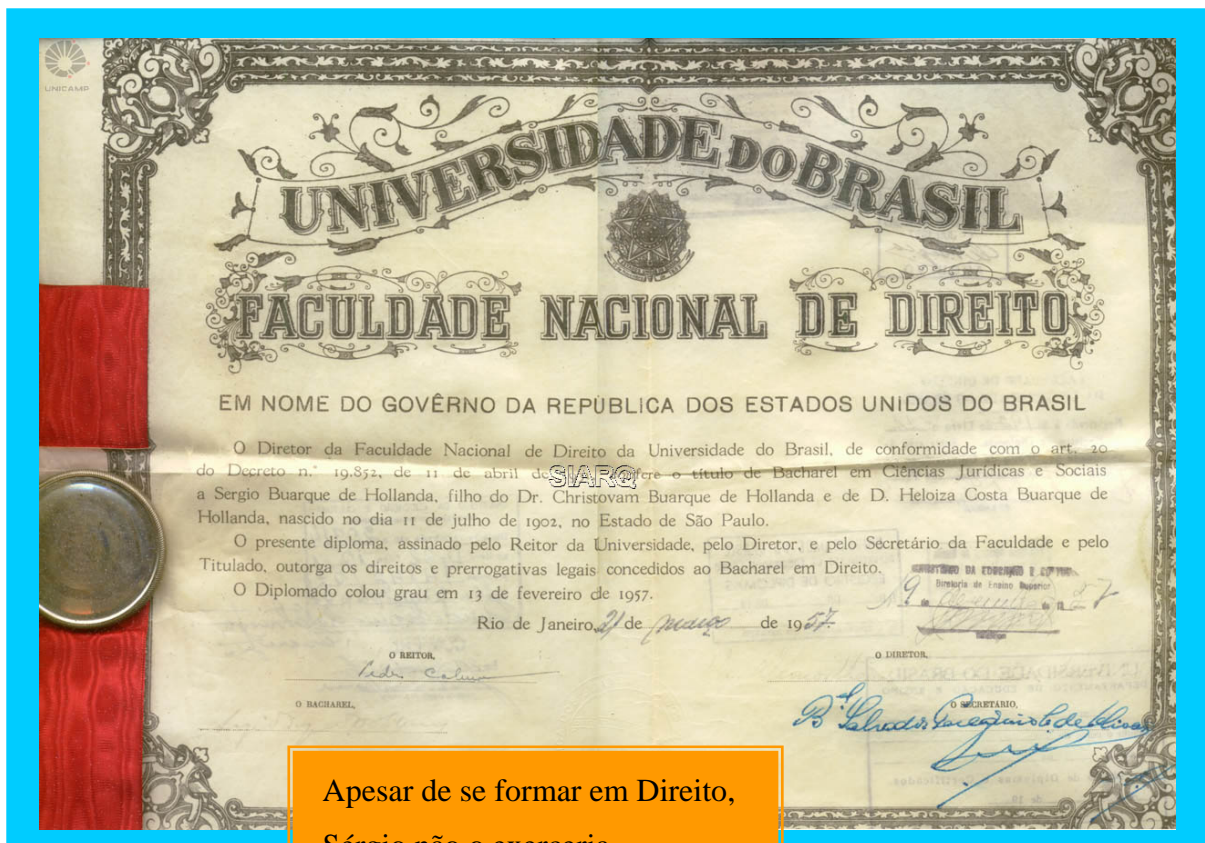 UNICAMP
UNIVERSIDADE DO BRASIL
FACULDADE NACIONAL DE DIREITO
EM NOME DO GOVÊRNO DA REPUBLICA DOS ESTADOS UNIDOS DO BRASIL
O Diretor da Faculdade Nacional de Direito da Universidade do Brasil, de conformidade com o art. 20
do Decreto n.° 19.852, de 11 de abril de SIARQ o título de Bacharel em Ciências Jurídicas e Sociais
a Sergio Buarque de Hollanda, filho do Dr. Christovam Buarque de Hollanda e de D. Heloiza Costa Buarque de
Hollanda, nascido no dia 11 de julho de 1902, no Estado de São Paulo.
O presente diploma, assinado pelo Reitor da Universidade, pelo Diretor, e pelo Secretário da Faculdade e pelo
Titulado, outorga os direitos e prerrogativas legais concedidos ao Bacharel em Direito.
O Diplomado colou grau em 13 de fevereiro de 1957.
Diretoria de Ensino Superior
Rio de Janeiro, 21 de março de 1957.
O REITOR,
O DIRETOR,
Pedro Calmon
O BACHAREL,
O SECRETÁRIO,
Apesar de se formar em Direito,
Sérgio não o exerceria